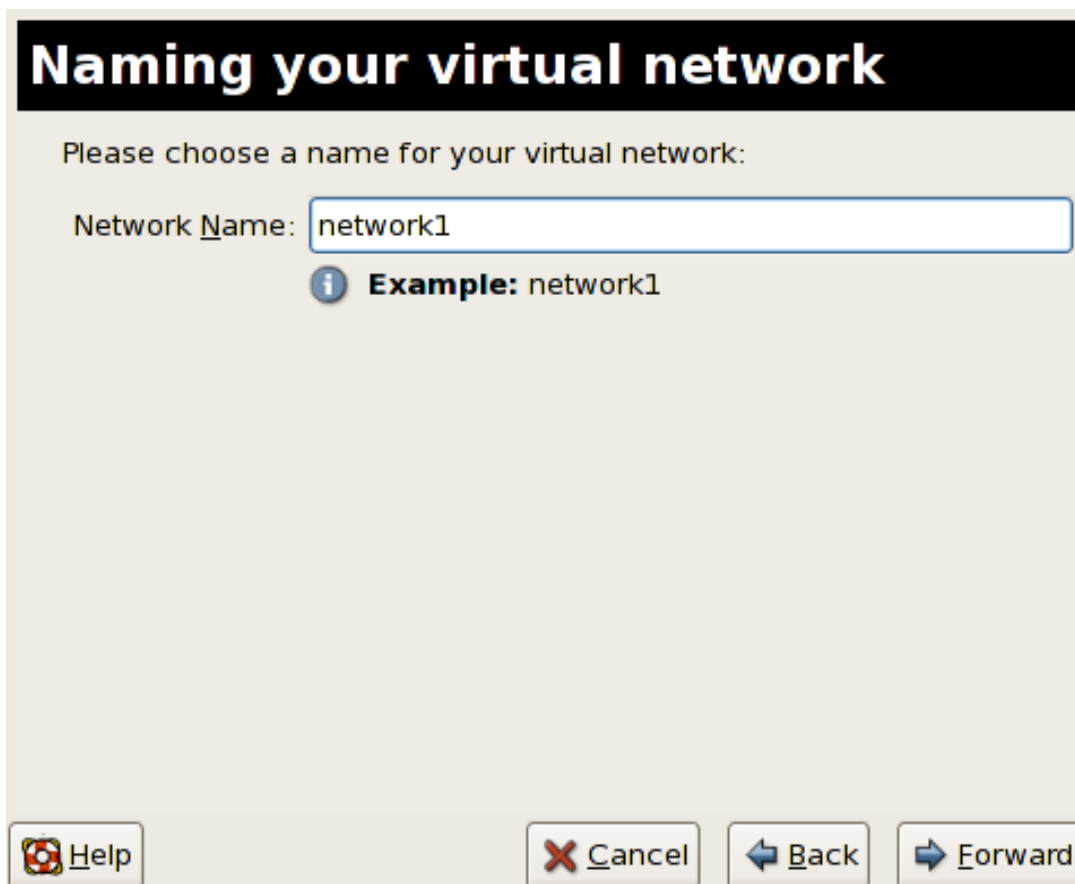 Naming your virtual network
Please choose a name for your virtual network:
Network Name: network1
Example: network1
Help Cancel Back Forward